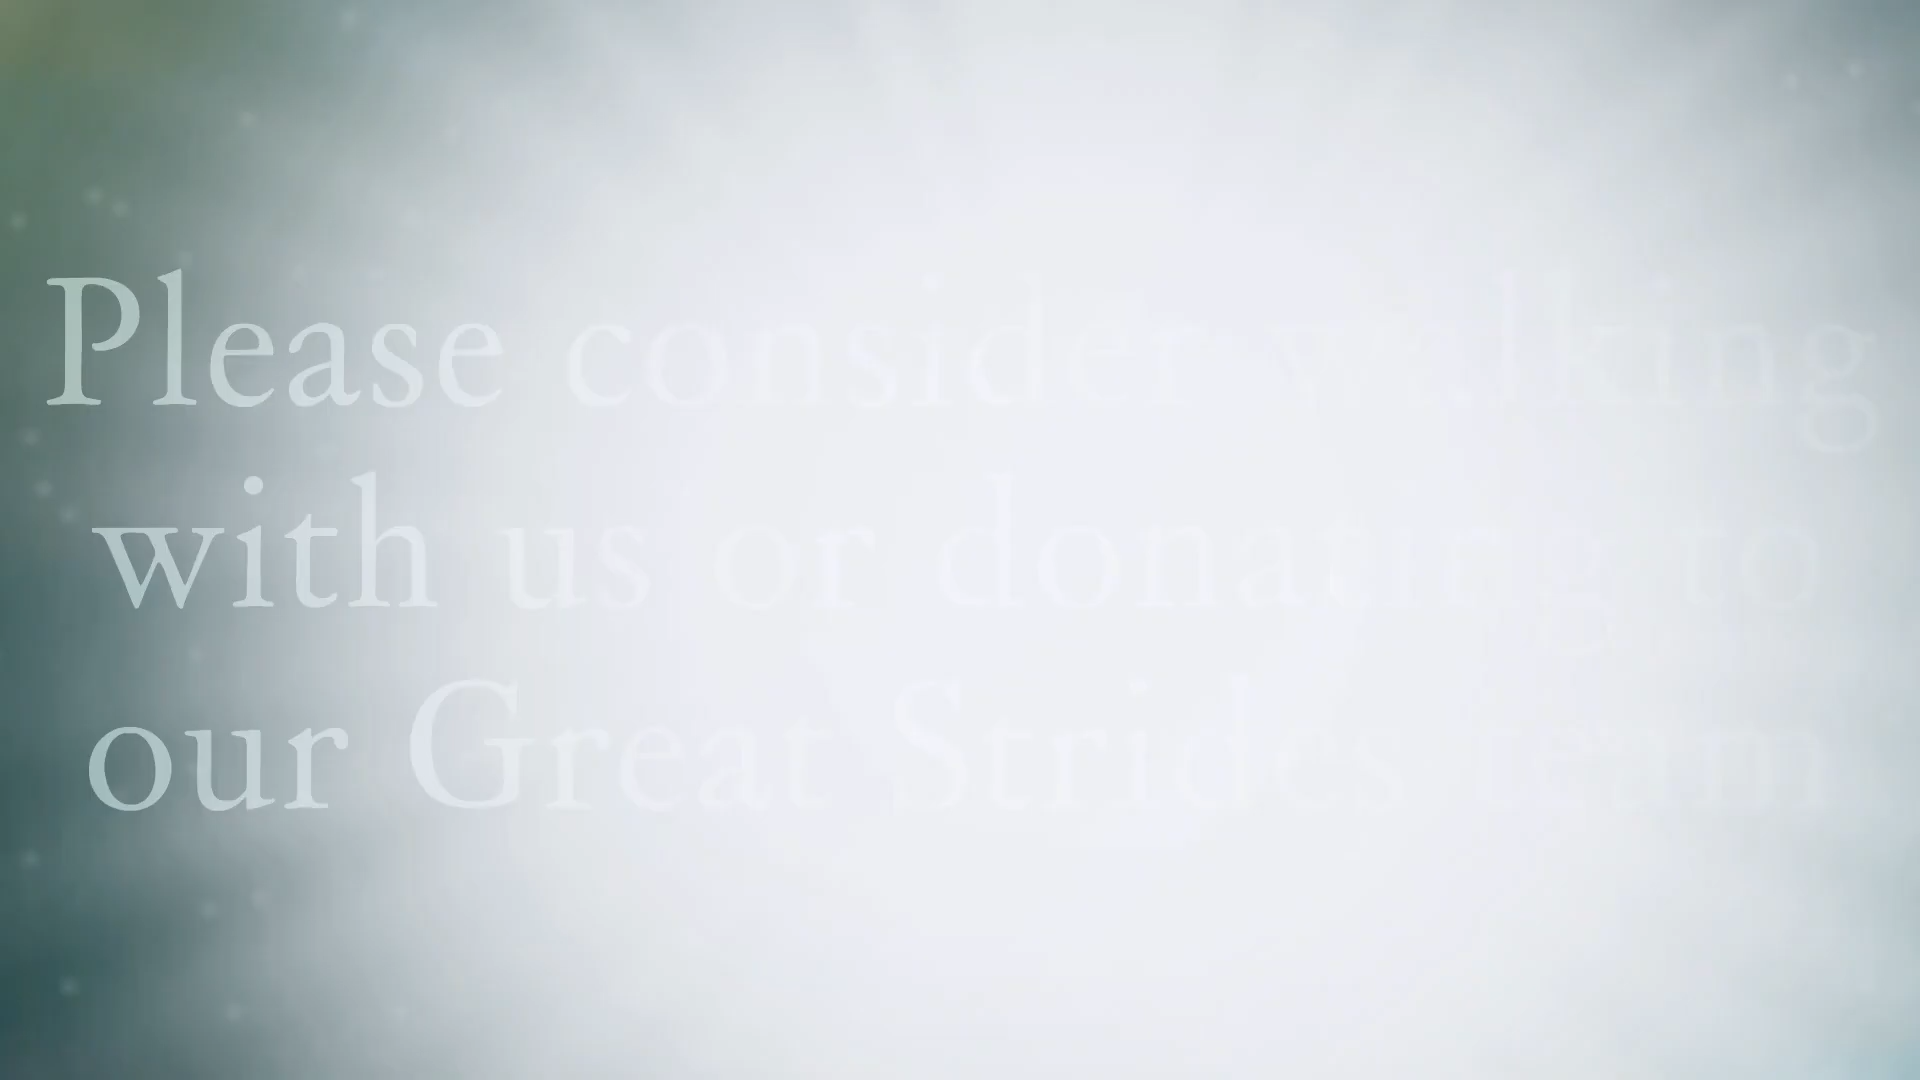 Please consider walking
with us or donating to
our Great Strides team